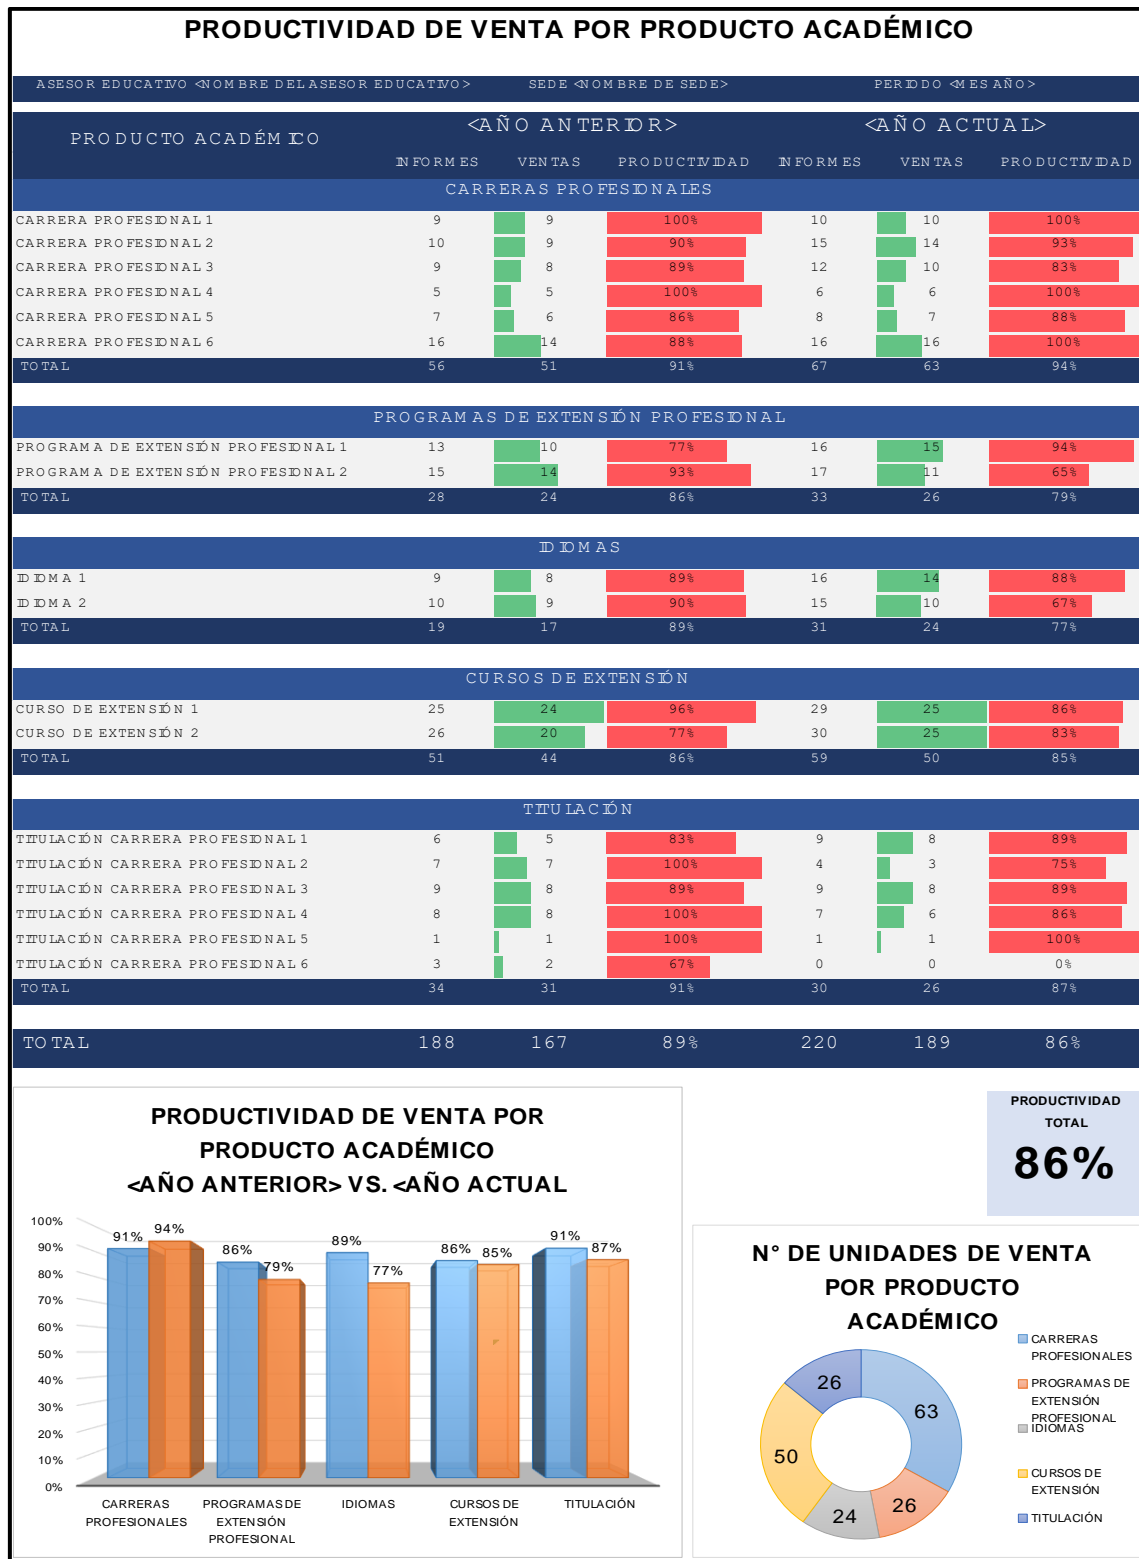 PRODUCTIVIDAD DE VENTA POR PRODUCTO ACADÉMICO
ASESOR EDUCATIVO <NOMBRE DEL ASESOR EDUCATIVO> SEDE <NOMBRE DE SEDE> PERIODO <MES AÑO>
PRODUCTO ACADÉMICO <AÑO ANTERIOR> <AÑO ACTUAL>
INFORMES VENTAS PRODUCTIVIDAD INFORMES VENTAS PRODUCTIVIDAD
CARRERAS PROFESIONALES
CARRERA PROFESIONAL 1 9 9 100% 10 10 100%
CARRERA PROFESIONAL 2 10 9 90% 15 14 93%
CARRERA PROFESIONAL 3 9 8 89% 12 10 83%
CARRERA PROFESIONAL 4 5 5 100% 6 6 100%
CARRERA PROFESIONAL 5 7 6 86% 8 7 88%
CARRERA PROFESIONAL 6 16 14 88% 16 16 100%
TOTAL 56 51 91% 67 63 94%
PROGRAMAS DE EXTENSIÓN PROFESIONAL
PROGRAMA DE EXTENSIÓN PROFESIONAL 1 13 10 77% 16 15 94%
PROGRAMA DE EXTENSIÓN PROFESIONAL 2 15 14 93% 17 11 65%
TOTAL 28 24 86% 33 26 79%
IDIOMAS
IDIOMA 1 9 8 89% 16 14 88%
IDIOMA 2 10 9 90% 15 10 67%
TOTAL 19 17 89% 31 24 77%
CURSOS DE EXTENSIÓN
CURSO DE EXTENSIÓN 1 25 24 96% 29 25 86%
CURSO DE EXTENSIÓN 2 26 20 77% 30 25 83%
TOTAL 51 44 86% 59 50 85%
TITULACIÓN
TITULACIÓN CARRERA PROFESIONAL 1 6 5 83% 9 8 89%
TITULACIÓN CARRERA PROFESIONAL 2 7 7 100% 4 3 75%
TITULACIÓN CARRERA PROFESIONAL 3 9 8 89% 9 8 89%
TITULACIÓN CARRERA PROFESIONAL 4 8 8 100% 7 6 86%
TITULACIÓN CARRERA PROFESIONAL 5 1 1 100% 1 1 100%
TITULACIÓN CARRERA PROFESIONAL 6 3 2 67% 0 0 0%
TOTAL 34 31 91% 30 26 87%
TOTAL 188 167 89% 220 189 86%
PRODUCTIVIDAD DE VENTA POR
PRODUCTO ACADÉMICO
<AÑO ANTERIOR> VS. <AÑO ACTUAL
100%
90%
80%
70%
60%
50%
40%
30%
20%
10%
0%
91% 94% 86% 79% 89% 77% 86% 85% 91% 87%
CARRERAS
PROFESIONALES
PROGRAMAS DE
EXTENSIÓN
PROFESIONAL
IDIOMAS
CURSOS DE
EXTENSIÓN
TITULACIÓN
PRODUCTIVIDAD
TOTAL
86%
N° DE UNIDADES DE VENTA
POR PRODUCTO
ACADÉMICO
63
26
24
50
26
CARRERAS
PROFESIONALES
PROGRAMAS DE
EXTENSIÓN
PROFESIONAL
IDIOMAS
CURSOS DE
EXTENSIÓN
TITULACIÓN